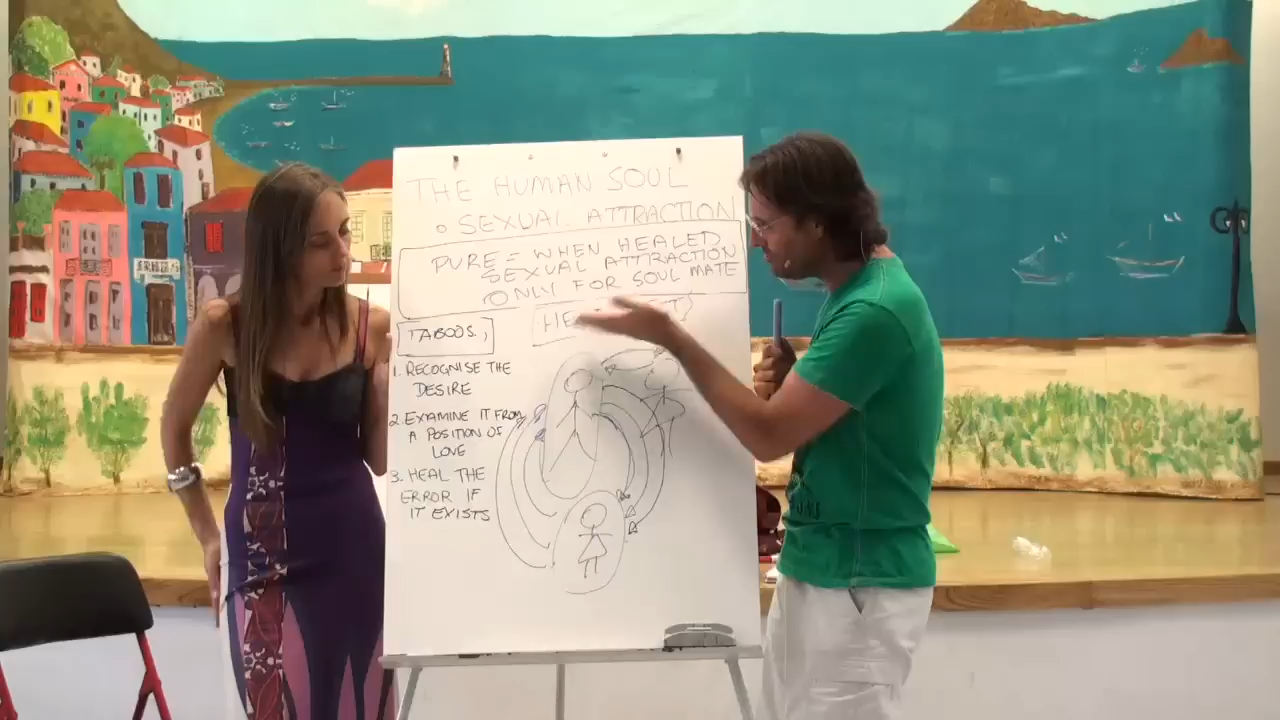 THE HUMAN SOUL
SEXUAL ATTRACTION
PURE = WHEN HEALED
SEXUAL ATTRACTION
ONLY FOR SOUL MATE
TABOOS,
1. RECOGNISE THE
DESIRE
2. EXAMINE IT FROM
A POSITION OF
LOVE
3. HEAL THE
ERROR IF
IT EXISTS